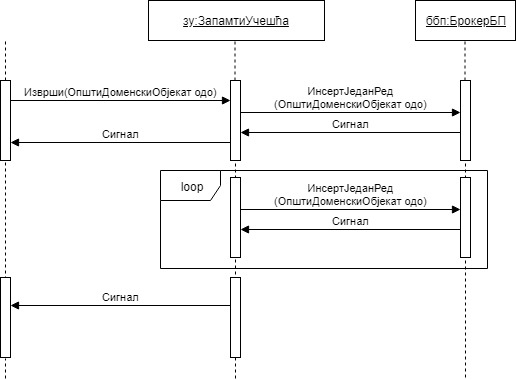 зу:ЗапамтиУчешћа
ббп:БрокерБП
Изврши(ОпштиДоменскиОбјекат одо)
ИнсертЈеданРед
(ОпштиДоменскиОбјекат одо)
Сигнал
Сигнал
loop
ИнсертЈеданРед
(ОпштиДоменскиОбјекат одо)
Сигнал
Сигнал